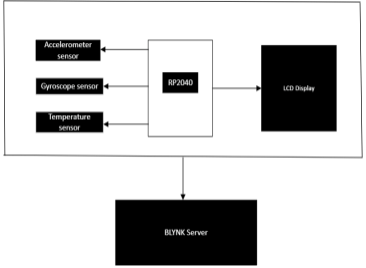 Accelerometer
sensor
Gyroscope sensor
Temperature
sensor
RP2040
LCD Display
BLYNK Server